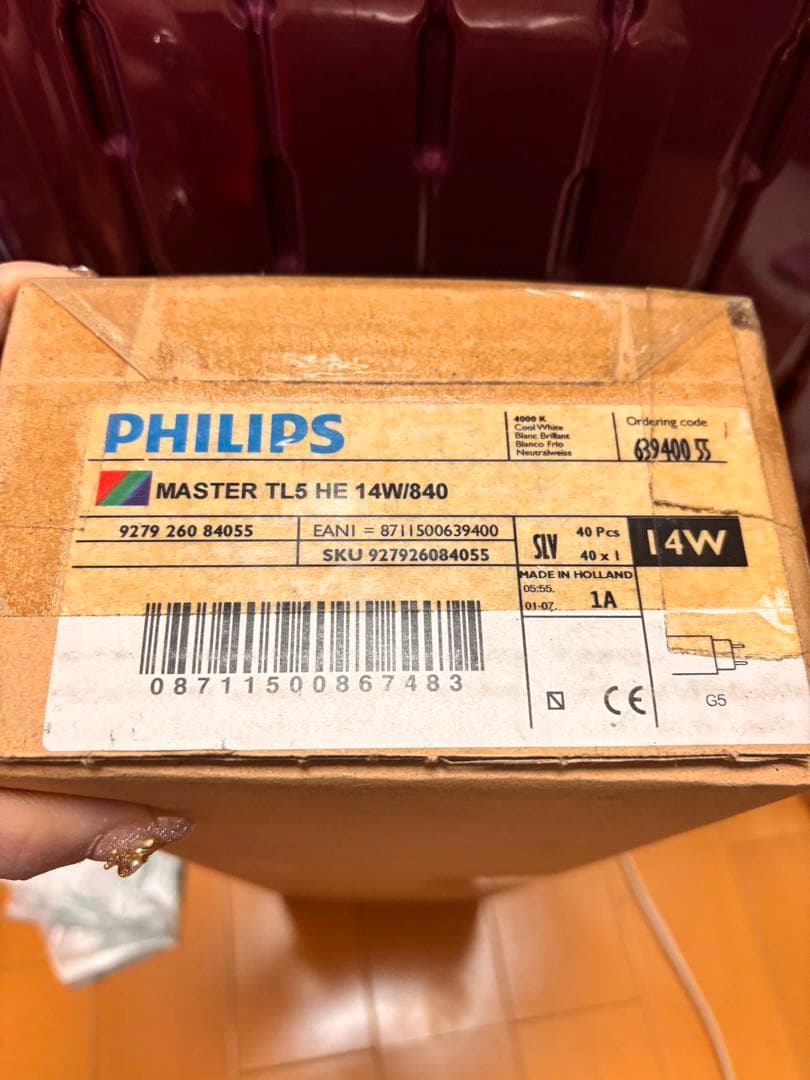 PHILIPS
4000 K
Cool White
Blanc Brillant
Blanco Frio
Neutralweiss
Ordering code
639400 55
MASTER TL5 HE 14W/840
9279 260 84055
EAN1 = 8711500639400
SKU 927926084055
SLV
40 Pcs
40 x 1
14W
MADE IN HOLLAND
05:55.
01-07.
1A
08711500867483
CE
G5